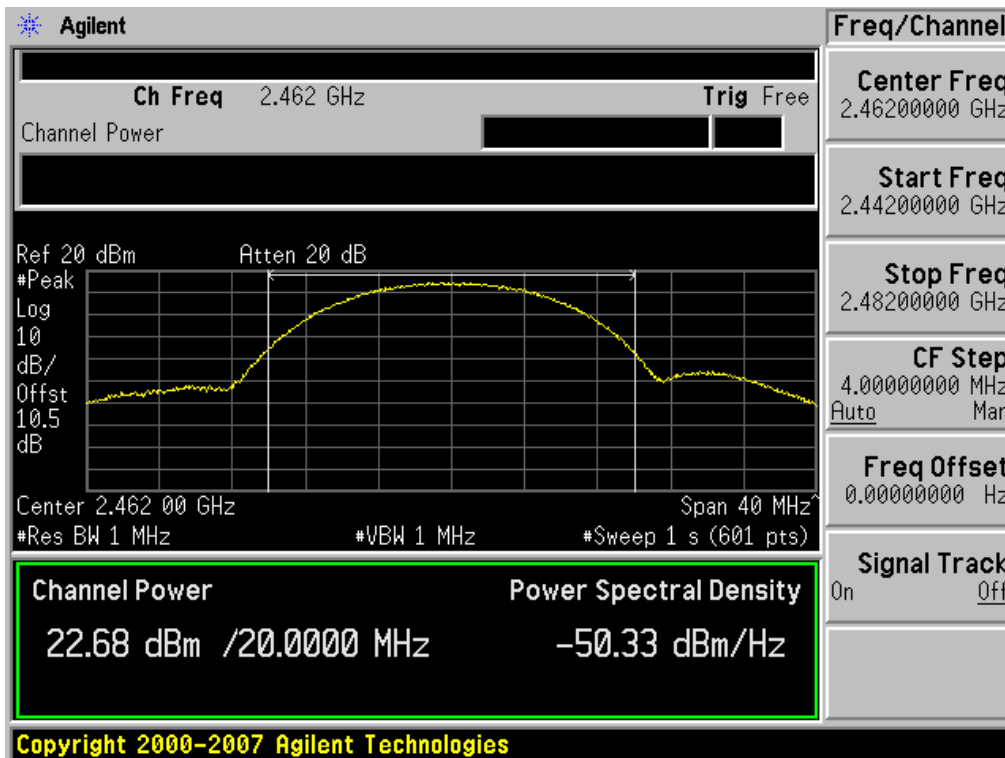 Agilent
Freq/Channel
Ch Freq 2.462 GHz Trig Free
Channel Power
Center Freq
2.46200000 GHz
Start Freq
2.44200000 GHz
Stop Freq
2.48200000 GHz
CF Step
4.00000000 MHz
Auto Man
Freq Offset
0.00000000 Hz
Signal Track
On Off
Ref 20 dBm Atten 20 dB
#Peak
Log
10
dB/
Offst
10.5
dB
Center 2.462 00 GHz Span 40 MHz^
#Res BW 1 MHz #VBW 1 MHz #Sweep 1 s (601 pts)
Channel Power Power Spectral Density
22.68 dBm /20.0000 MHz -50.33 dBm/Hz
Copyright 2000-2007 Agilent Technologies